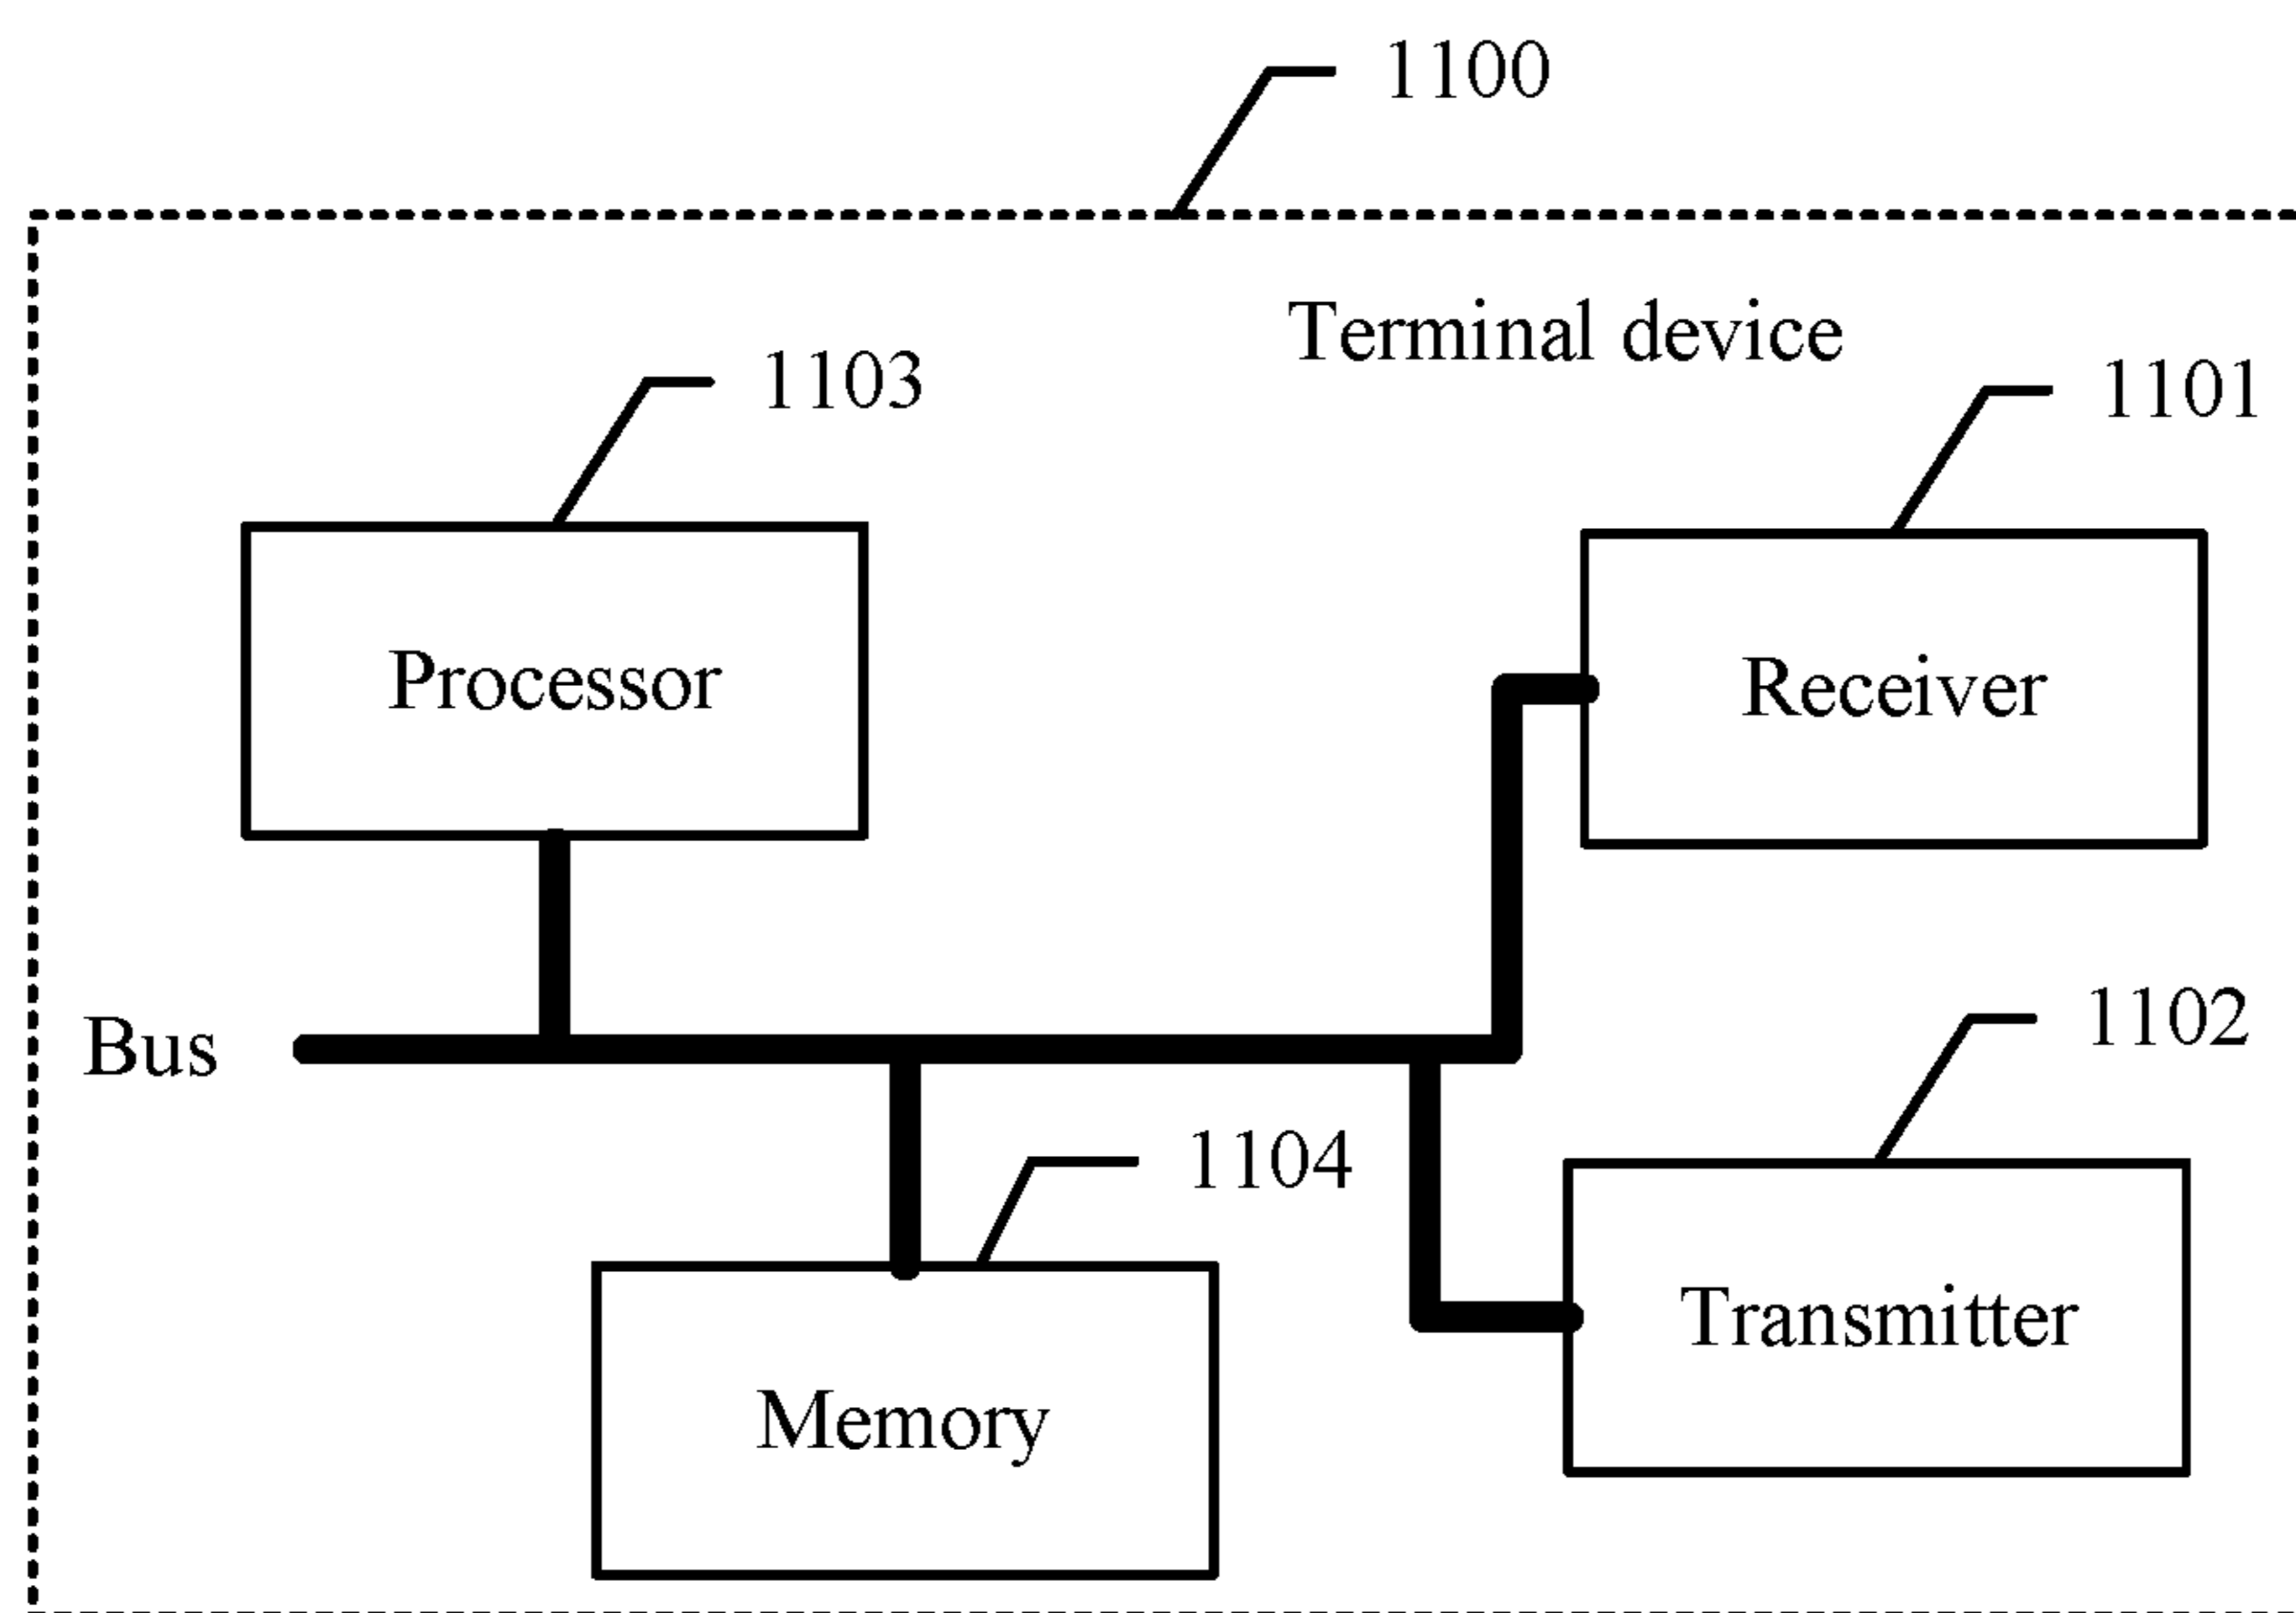 1100
Terminal device
1103
1101
Processor
Receiver
Bus
1102
1104
Transmitter
Memory